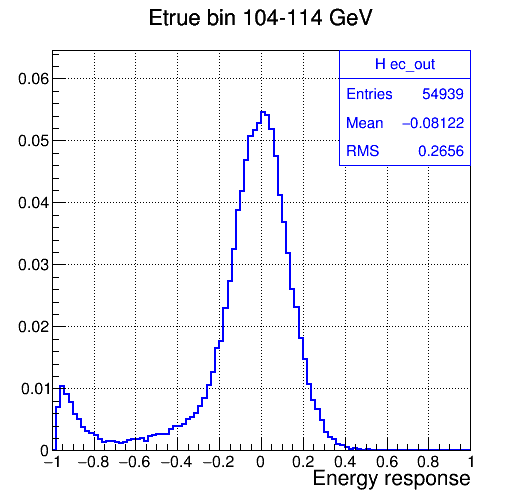 Etrue bin 104-114 GeV
H ec_out
Entries 54939
Mean −0.08122
RMS 0.2656
0.06
0.05
0.04
0.03
0.02
0.01
0
−1 −0.8 −0.6 −0.4 −0.2 0 0.2 0.4 0.6 0.8 1
Energy response